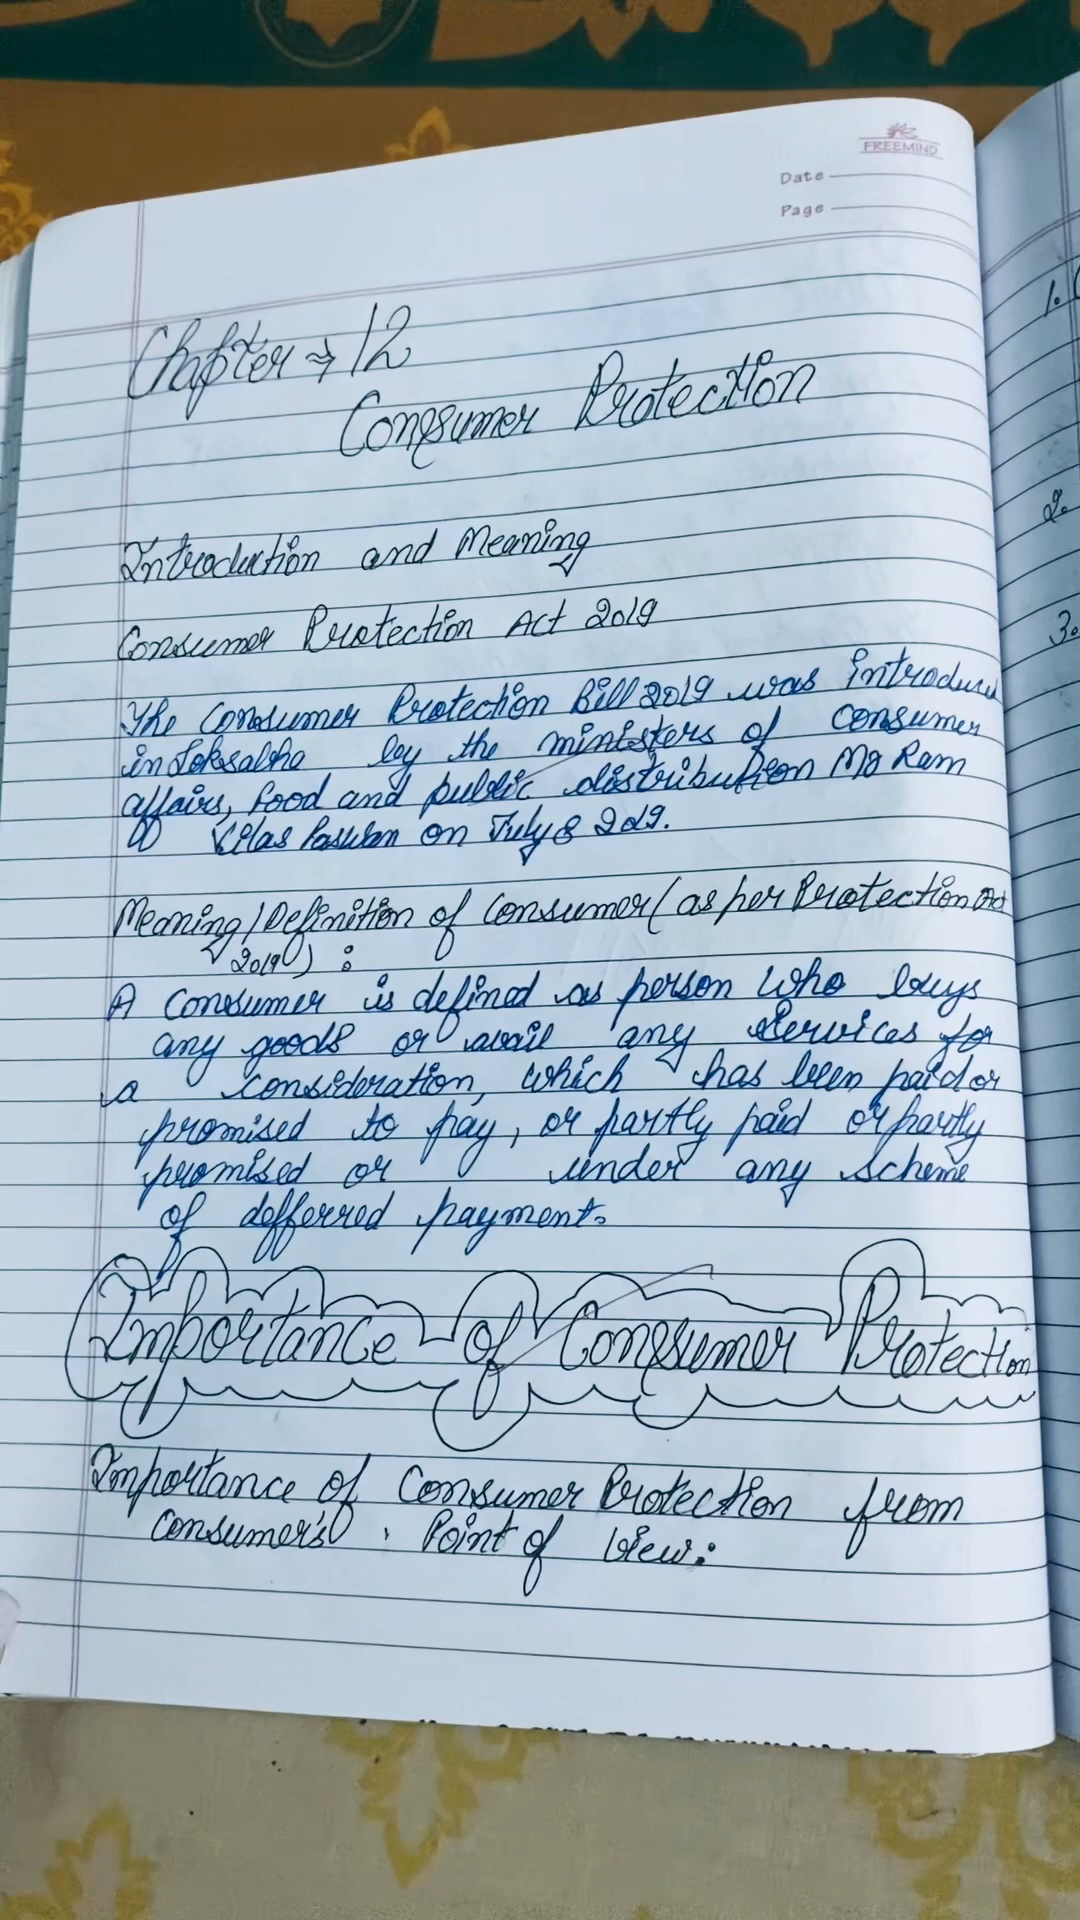 FREEMIND
Date
Page
Chapter ⇒ 12
Consumer Protection
Introduction and Meaning
Consumer Protection Act 2019
The Consumer Protection Bill 2019 was introduced
in Loksabha by the ministers of consumer
affairs, food and public distribution Mr Ram
Vilas Paswan on July 8 2019.
Meaning/Definition of Consumer (as per Protection Act
2019) :
A Consumer is defined as person who buys
any goods or avail any services for
a consideration, which has been paid or
promised to pay, or partly paid or partly
promised or under any scheme
of defferred payment.
Importance of Consumer Protection
Importance of Consumer Protection from
Consumer's Point of View:
1.
2.
3.